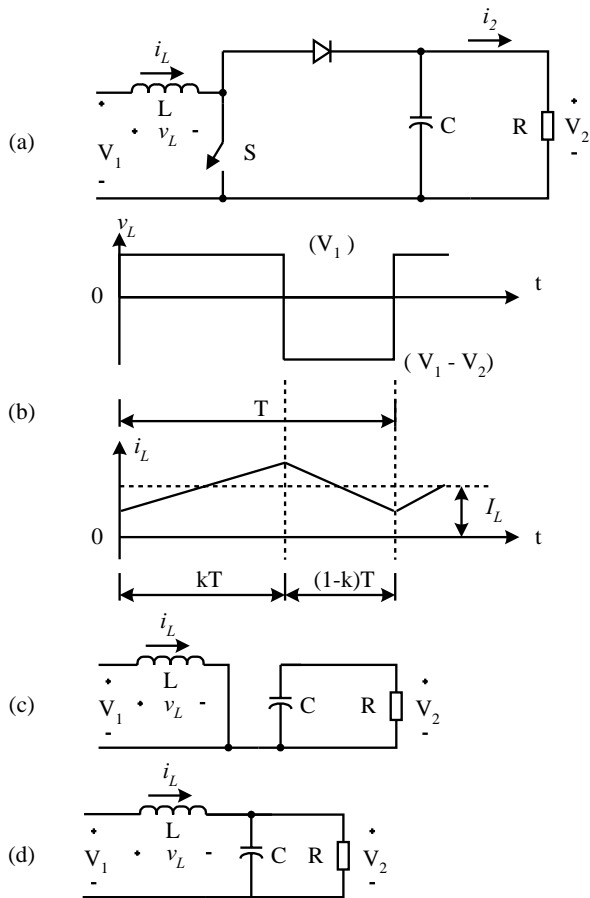 i_L
i_2
L
+ v_L -
+
V_1
-
S
C
R
+
V_2
-
(a)
v_L
(V_1)
0
t
(V_1 - V_2)
(b)
T
i_L
I_L
0
t
kT
(1-k)T
i_L
L
+ v_L -
+
V_1
-
C
R
+
V_2
-
(c)
i_L
L
+ v_L -
+
V_1
-
C
R
+
V_2
-
(d)